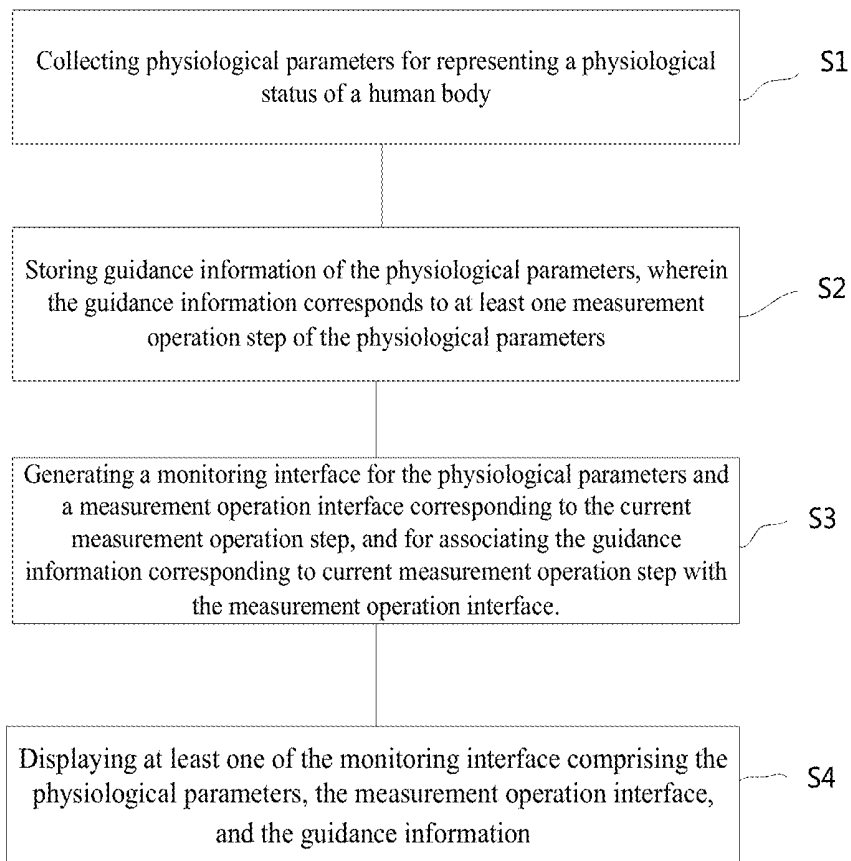 Collecting physiological parameters for representing a physiological
status of a human body
S1
Storing guidance information of the physiological parameters, wherein
the guidance information corresponds to at least one measurement
operation step of the physiological parameters
S2
Generating a monitoring interface for the physiological parameters and
a measurement operation interface corresponding to the current
measurement operation step, and for associating the guidance
information corresponding to current measurement operation step with
the measurement operation interface.
S3
Displaying at least one of the monitoring interface comprising the
physiological parameters, the measurement operation interface,
and the guidance information
S4